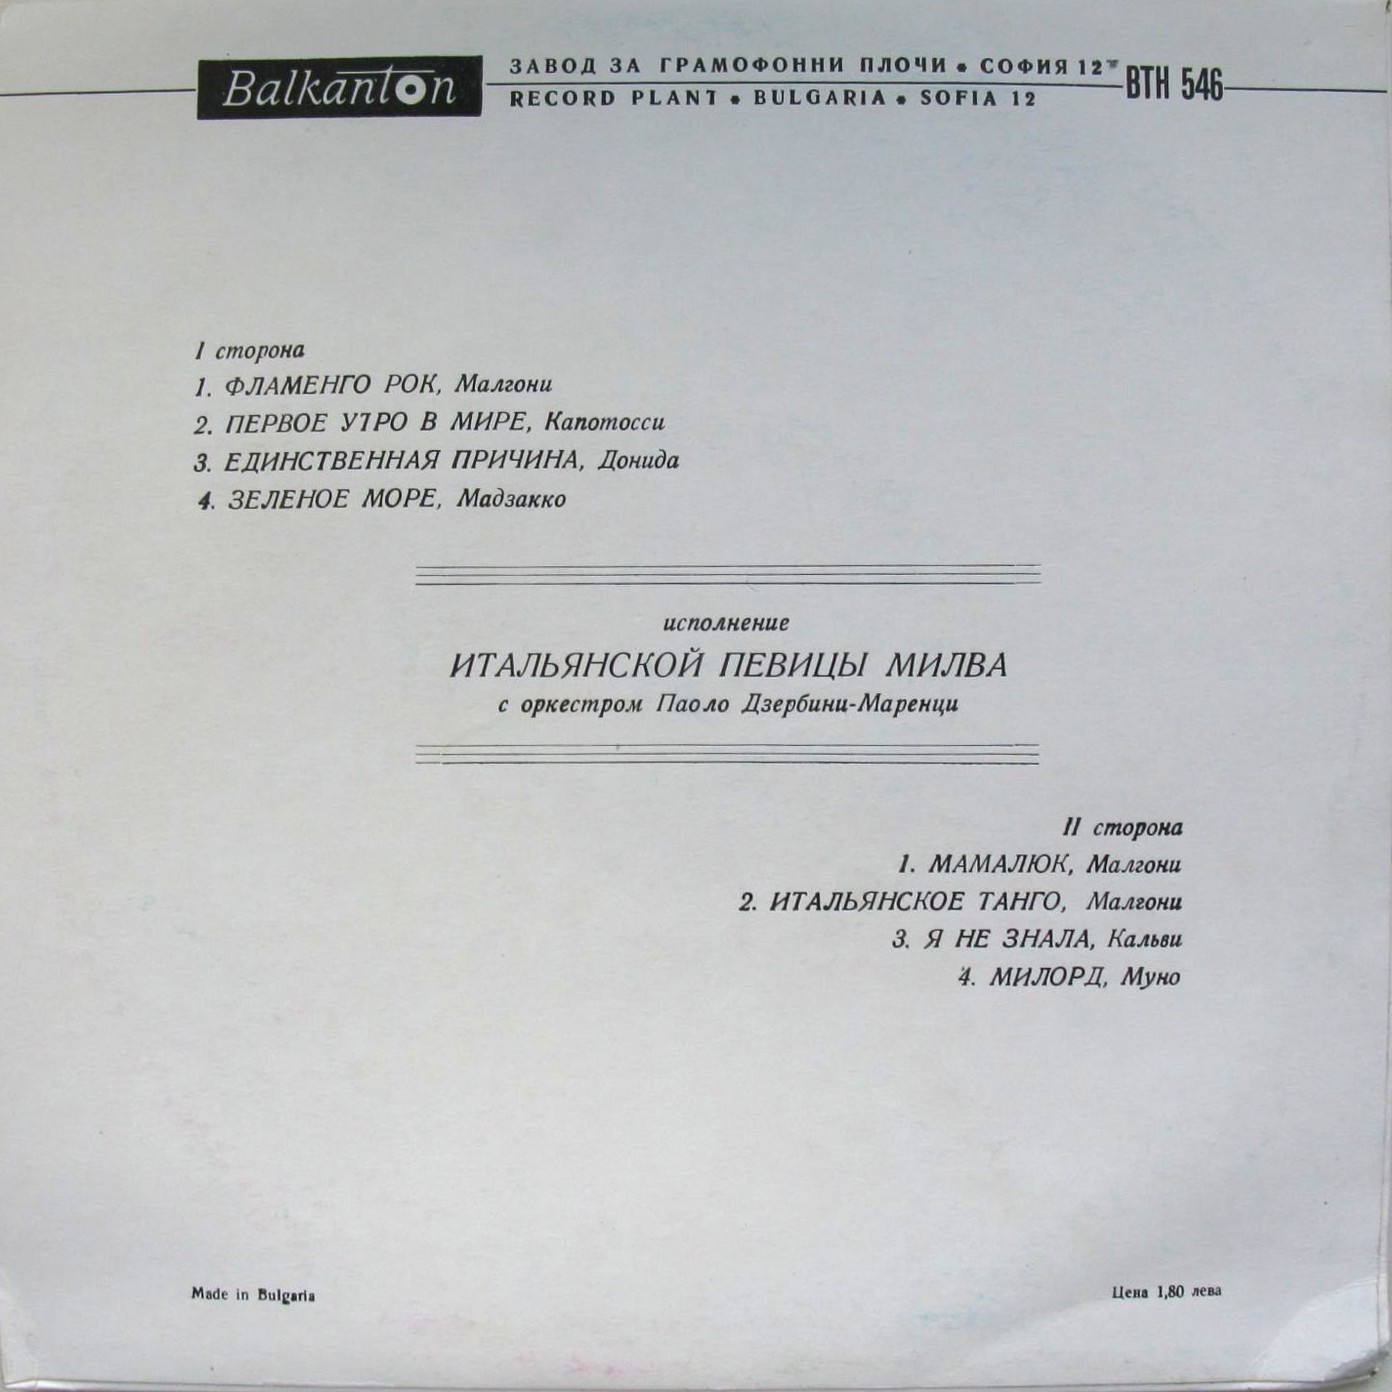 Balkanton
ЗАВОД ЗА ГРАМОФОННИ ПЛОЧИ • СОФИЯ 12
RECORD PLANT • BULGARIA • SOFIA 12
ВТН 546
I сторона
1. ФЛАМЕНГО РОК, Малгони
2. ПЕРВОЕ УТРО В МИРЕ, Капотосси
3. ЕДИНСТВЕННАЯ ПРИЧИНА, Донида
4. ЗЕЛЕНОЕ МОРЕ, Мадзакко
исполнение
ИТАЛЬЯНСКОЙ ПЕВИЦЫ МИЛВА
с оркестром Паоло Дзербини-Маренци
II сторона
1. МАМАЛЮК, Малгони
2. ИТАЛЬЯНСКОЕ ТАНГО, Малгони
3. Я НЕ ЗНАЛА, Кальви
4. МИЛОРД, Муно
Made in Bulgaria
Цена 1,80 лева